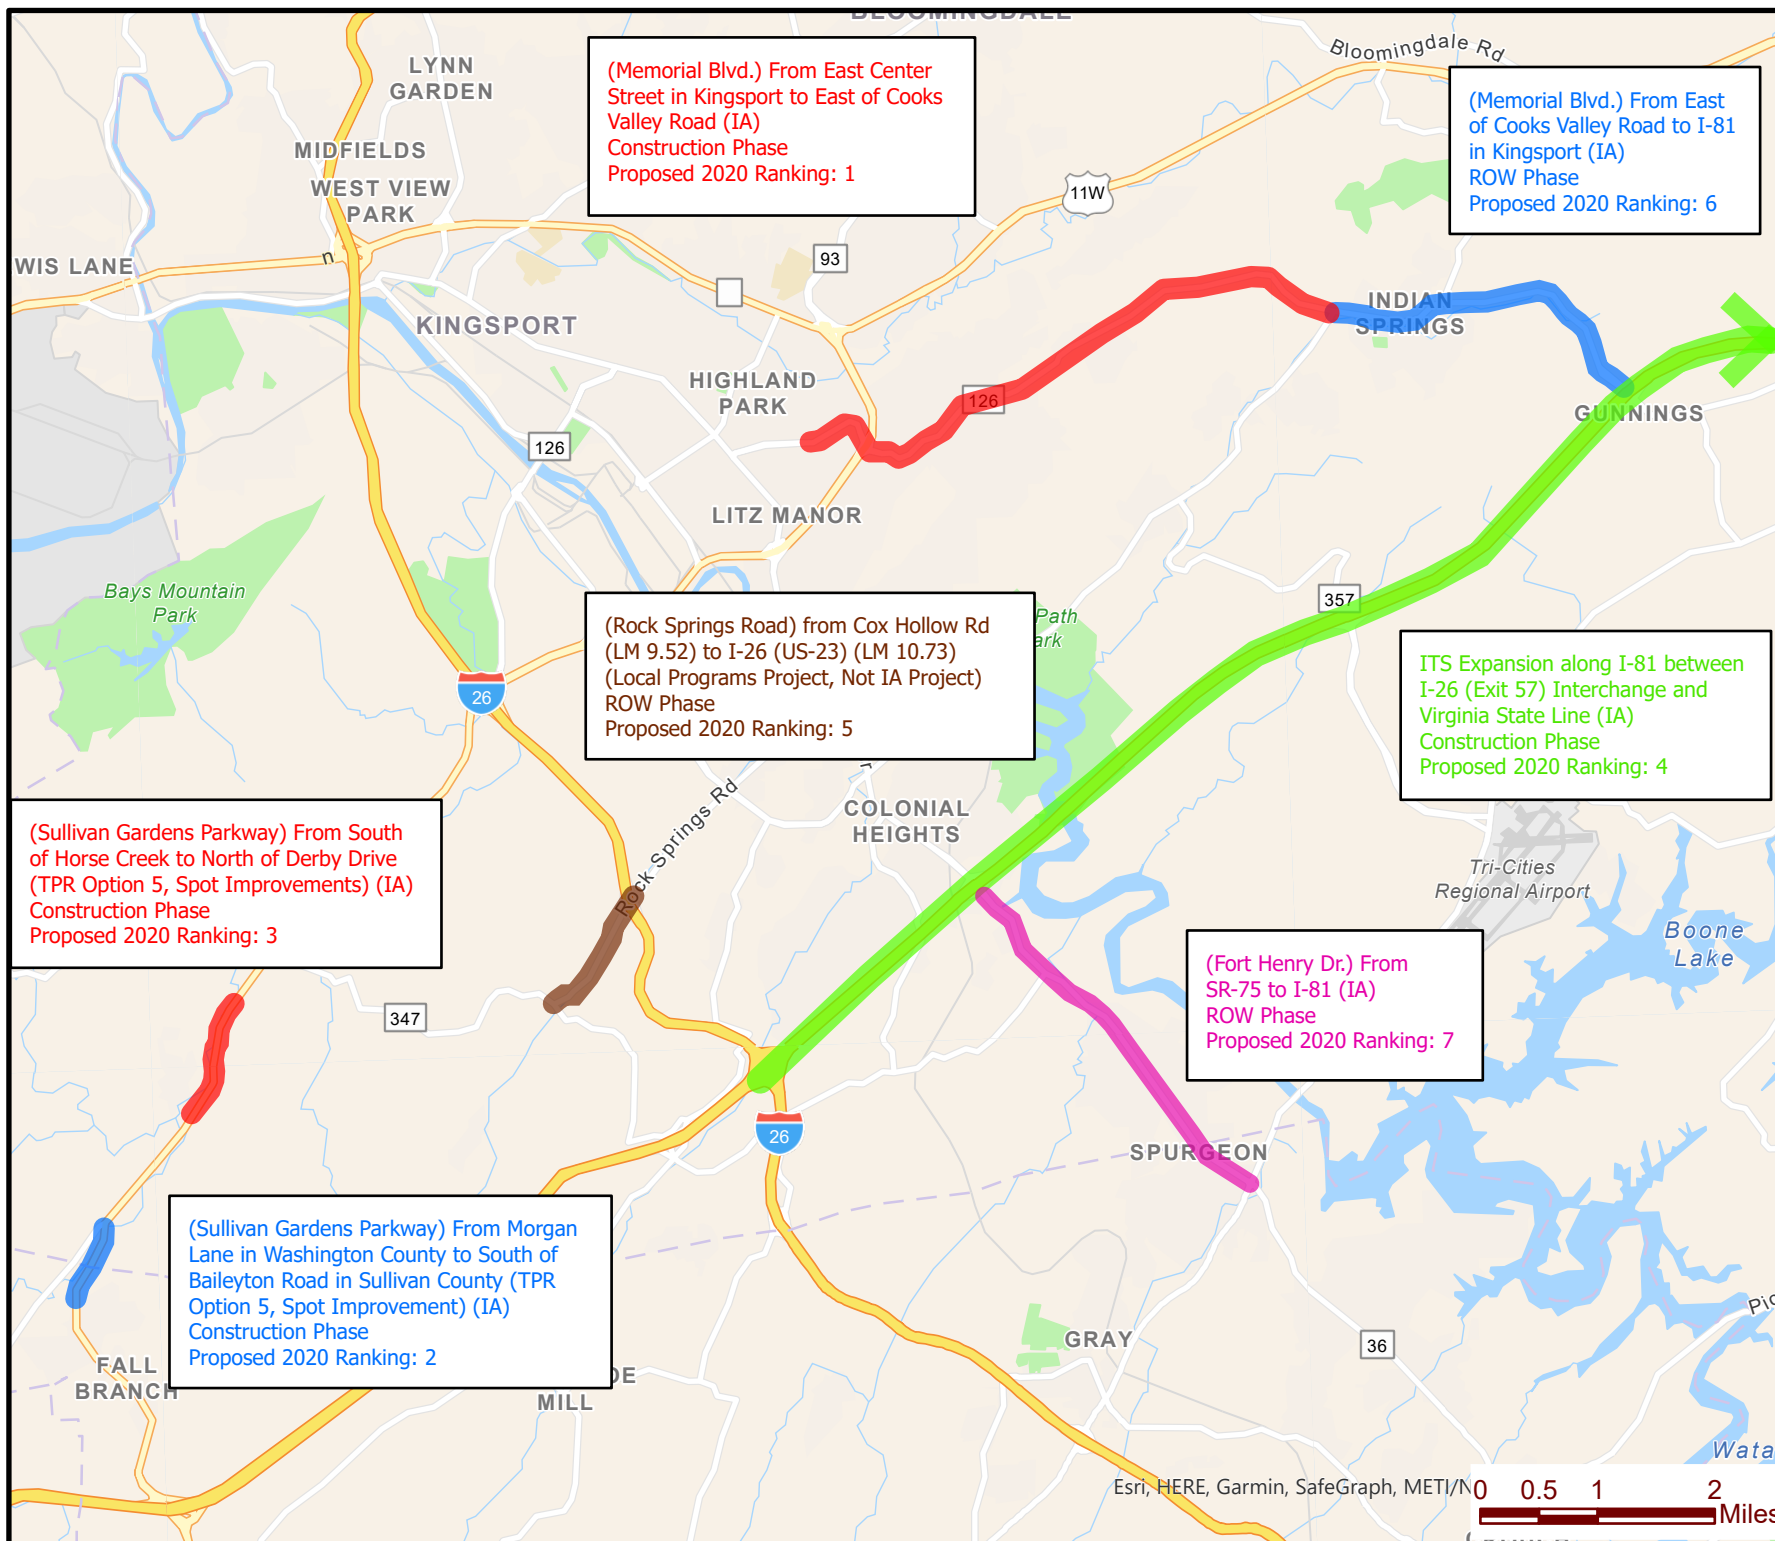 BLOOMINGDALE
Bloomingdale Rd
LYNN
GARDEN
(Memorial Blvd.) From East Center
Street in Kingsport to East of Cooks
Valley Road (IA)
Construction Phase
Proposed 2020 Ranking: 1
(Memorial Blvd.) From East
of Cooks Valley Road to I-81
in Kingsport (IA)
ROW Phase
Proposed 2020 Ranking: 6
MIDFIELDS
WEST VIEW
PARK
11W
WIS LANE
n
93
KINGSPORT
INDIAN
SPRINGS
HIGHLAND
PARK
126
GUNNINGS
126
LITZ MANOR
Bays Mountain
Park
357
Path
ark
(Rock Springs Road) from Cox Hollow Rd
(LM 9.52) to I-26 (US-23) (LM 10.73)
(Local Programs Project, Not IA Project)
ROW Phase
Proposed 2020 Ranking: 5
ITS Expansion along I-81 between
I-26 (Exit 57) Interchange and
Virginia State Line (IA)
Construction Phase
Proposed 2020 Ranking: 4
26
r
Rock Springs Rd
COLONIAL
HEIGHTS
(Sullivan Gardens Parkway) From South
of Horse Creek to North of Derby Drive
(TPR Option 5, Spot Improvements) (IA)
Construction Phase
Proposed 2020 Ranking: 3
Tri-Cities
Regional Airport
Boone
Lake
(Fort Henry Dr.) From
SR-75 to I-81 (IA)
ROW Phase
Proposed 2020 Ranking: 7
347
26
SPURGEON
(Sullivan Gardens Parkway) From Morgan
Lane in Washington County to South of
Baileyton Road in Sullivan County (TPR
Option 5, Spot Improvement) (IA)
Construction Phase
Proposed 2020 Ranking: 2
Pic
GRAY
36
FALL
BRANCH
DE
MILL
Wata
Esri, HERE, Garmin, SafeGraph, METI/N
0 0.5 1 2
Miles